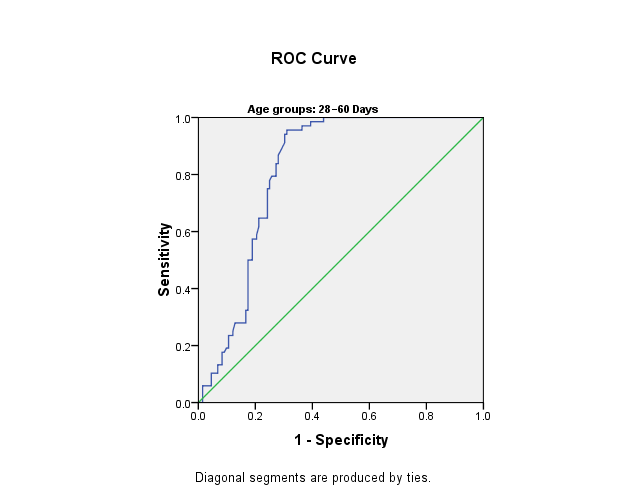 ROC Curve
Age groups: 28-60 Days
Sensitivity
1.0
0.8
0.6
0.4
0.2
0.0
0.0 0.2 0.4 0.6 0.8 1.0
1 - Specificity
Diagonal segments are produced by ties.